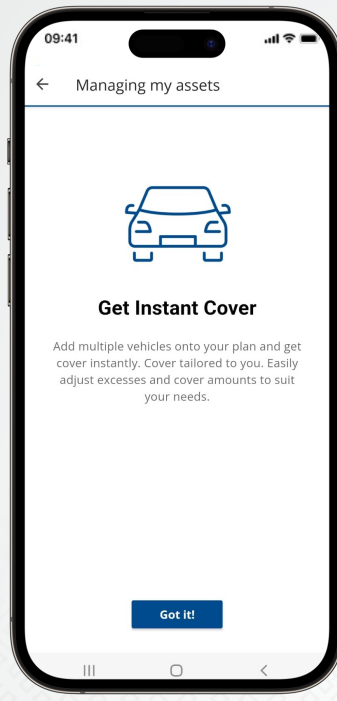 09:41
Managing my assets
Get Instant Cover
Add multiple vehicles onto your plan and get
cover instantly. Cover tailored to you. Easily
adjust excesses and cover amounts to suit
your needs.
Got it!